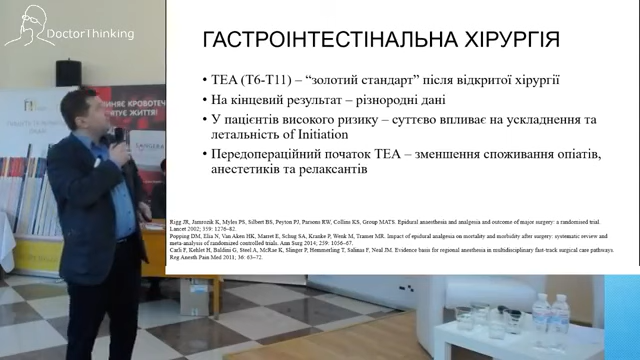 DoctorThinking
ГАСТРОІНТЕСТІНАЛЬНА ХІРУРГІЯ
• TEA (T6-T11) – “золотий стандарт” після відкритої хірургії
• На кінцевий результат – різнорідні дані
• У пацієнтів високого ризику – суттєво впливає на ускладнення та
летальність of Initiation
• Передопераційний початок TEA – зменшення споживання опіатів,
анестетиків та релаксантів
Rigg JR, Jamrozik K, Myles PS, Silbert BS, Peyton PJ, Parsons RW, Collins KS, Group MATS. Epidural anaesthesia and analgesia and outcome of major surgery: a randomised trial.
Lancet 2002; 359: 1276–82.
Popping DM, Elia N, Van Aken HK, Marret E, Schug SA, Kranke P, Wenk M, Tramer MR. Impact of epidural analgesia on mortality and morbidity after surgery: systematic review and
meta-analysis of randomized controlled trials. Ann Surg 2014; 259: 1056–67.
Carli F, Kehlet H, Baldini G, Steel A, McRae K, Slinger P, Hemmerling T, Salinas F, Neal JM. Evidence basis for regional anesthesia in multidisciplinary fast-track surgical care pathways.
Reg Anesth Pain Med 2011; 36: 63–72.